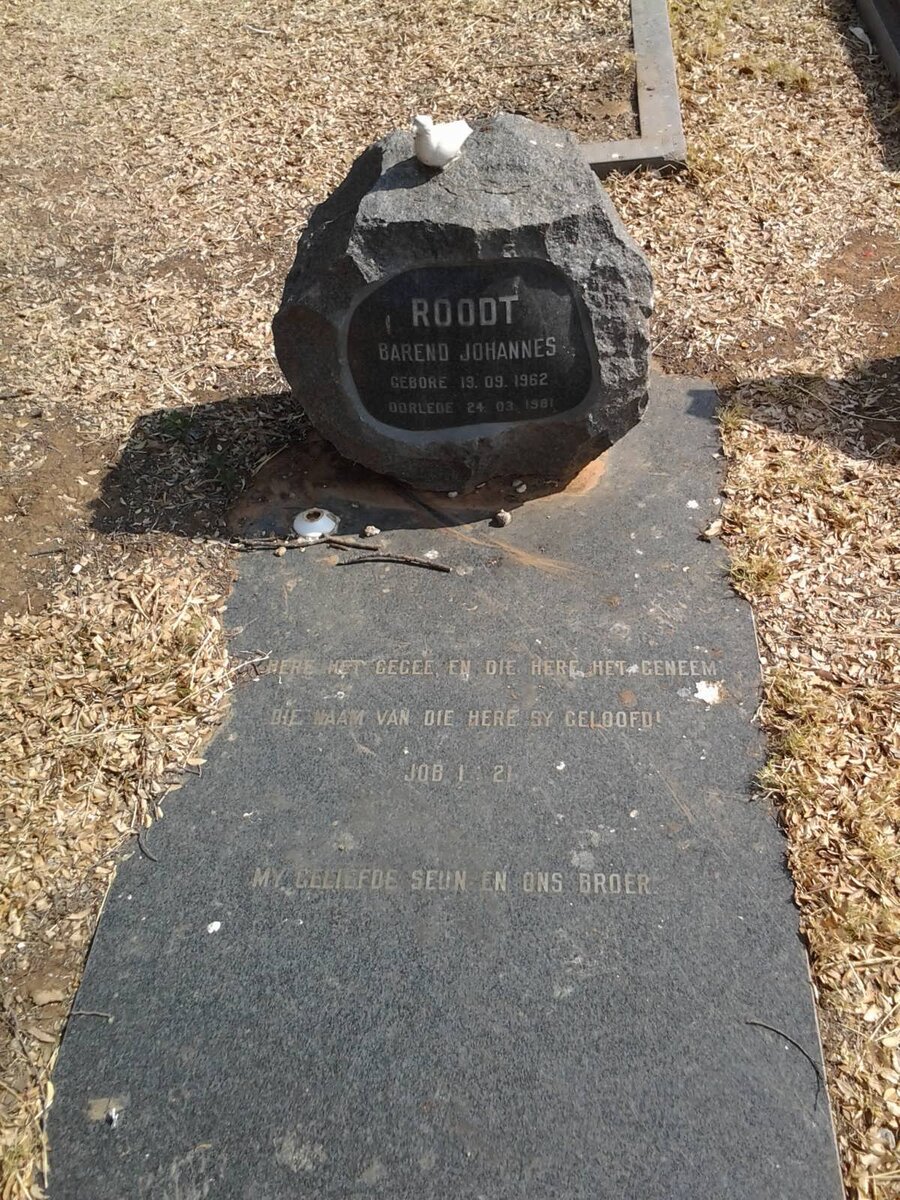 ROODT
BAREND JOHANNES
GEBORE 19.09.1962
OORLEDE 24.03.1981
HERE HET GEGEE, EN DIE HERE HET GENEEM
DIE NAAM VAN DIE HERE SY GELOOFD!
JOB 1:21
MY GELIEFDE SEUN EN ONS BROER